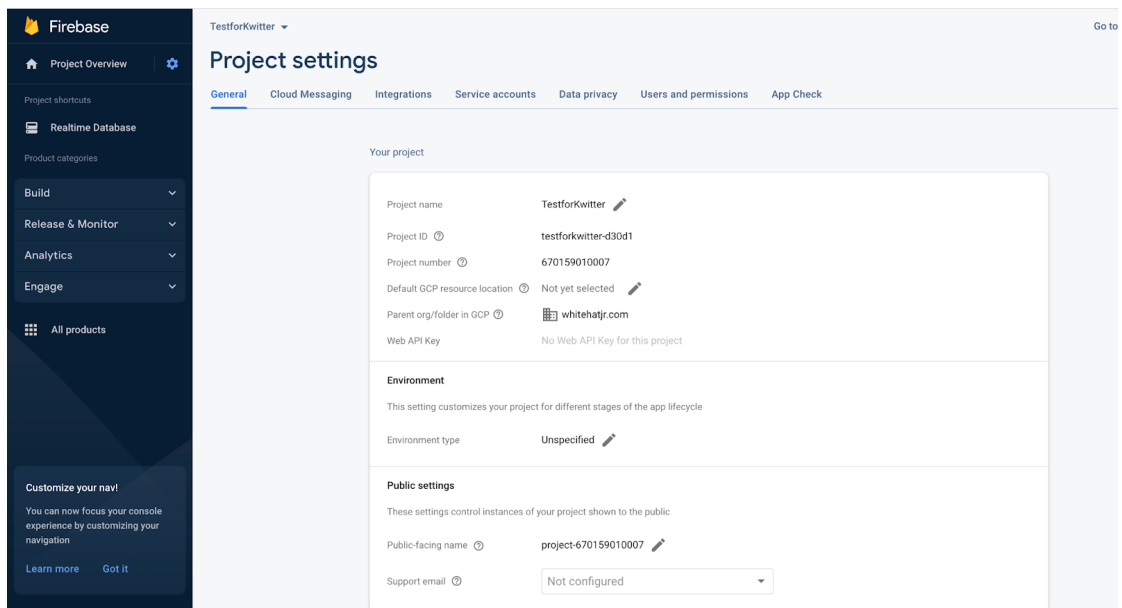 Firebase
Project Overview
Project shortcuts
Realtime Database
Product categories
Build
Release & Monitor
Analytics
Engage
All products
Customize your nav!
You can now focus your console
experience by customizing your
navigation
Learn more Got it
TestforKwitter
Go to
Project settings
General Cloud Messaging Integrations Service accounts Data privacy Users and permissions App Check
Your project
Project name TestforKwitter
Project ID testforkwitter-d30d1
Project number 670159010007
Default GCP resource location Not yet selected
Parent org/folder in GCP whitehatjr.com
Web API Key No Web API Key for this project
Environment
This setting customizes your project for different stages of the app lifecycle
Environment type Unspecified
Public settings
These settings control instances of your project shown to the public
Public-facing name project-670159010007
Support email Not configured